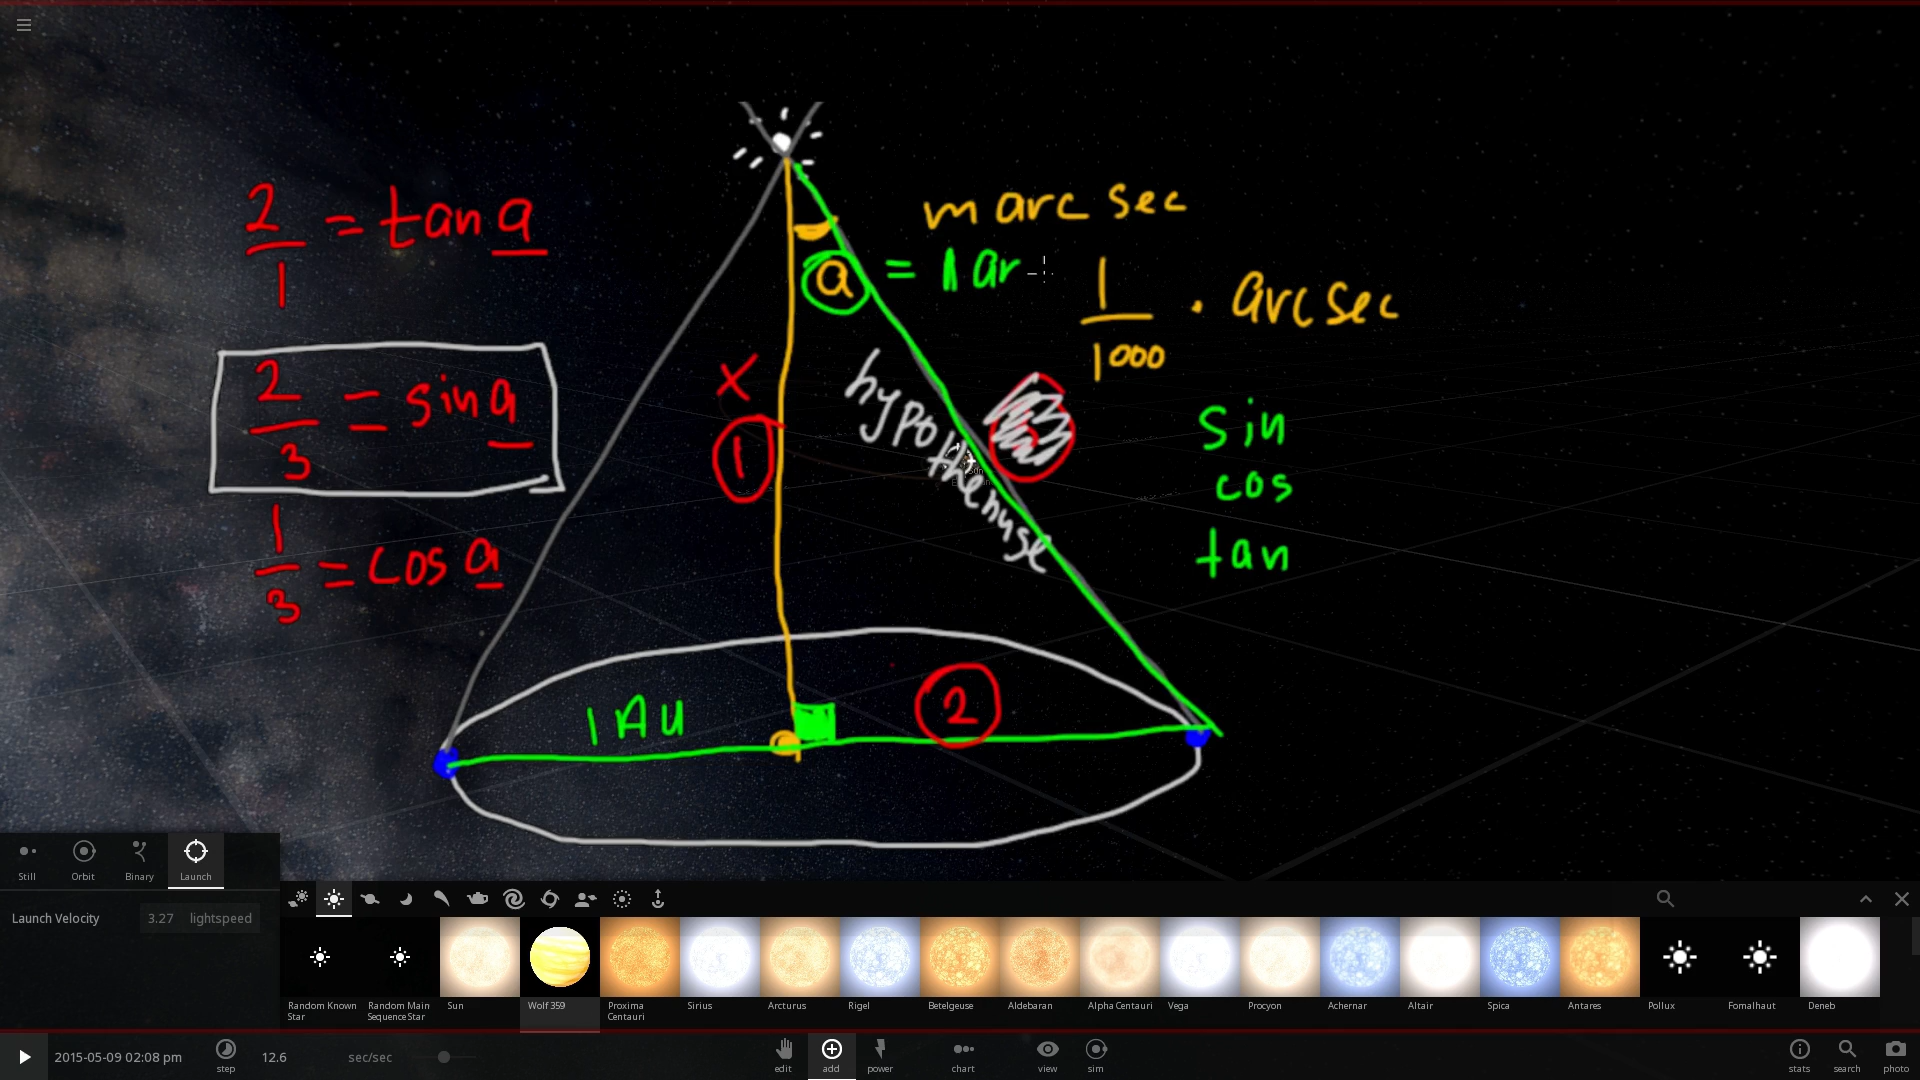 2/1 = tan a
2/3 = sin a
1/3 = cos a
m arc sec
a = 1 ar
1/1000 . arcsec
x
1
hypothenuse
sin
cos
tan
1 AU
2
Still
Orbit
Binary
Launch
Launch Velocity
3.27 lightspeed
Random Known Star
Random Main Sequence Star
Sun
Wolf 359
Proxima Centauri
Sirius
Arcturus
Rigel
Betelgeuse
Aldebaran
Alpha Centauri
Vega
Procyon
Achernar
Altair
Spica
Antares
Pollux
Fomalhaut
Deneb
2015-05-09 02:08 pm
step
12.6
sec/sec
edit
add
power
chart
view
sim
stats
search
photo